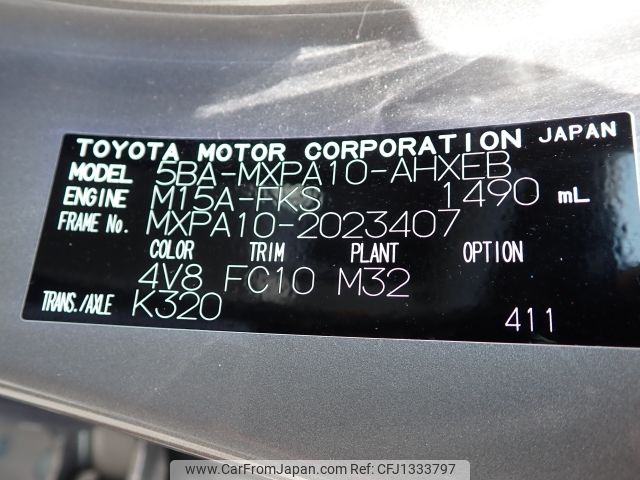 TOYOTA MOTOR CORPORATION JAPAN
MODEL 5BA-MXPA10-AHXEB
ENGINE M15A-FKS 1490 mL
FRAME No. MXPA10-2023407
COLOR TRIM PLANT OPTION
4V8 FC10 M32
TRANS./AXLE K320
411
www.CarFromJapan.com - CFJ1333797